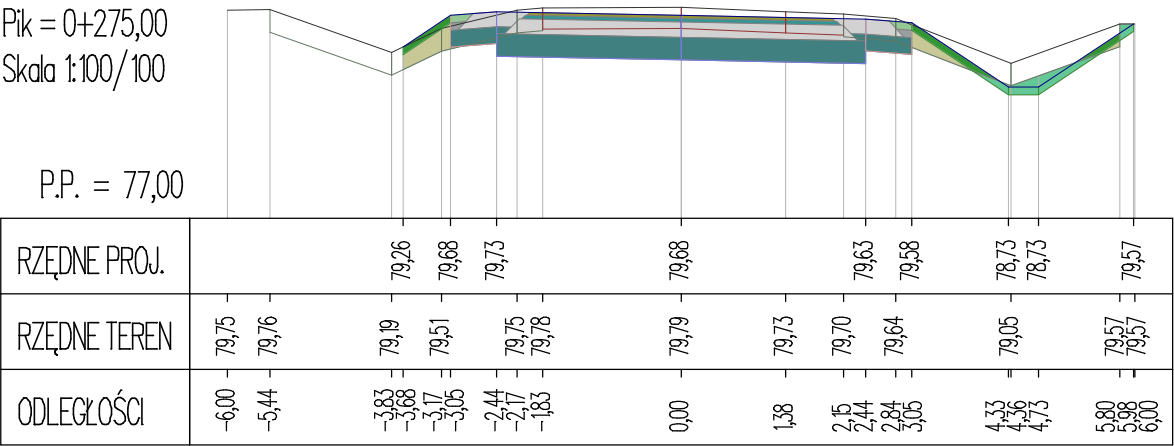 Pik = 0+275,00
Skala 1:100/100
P.P. = 77,00
RZĘDNE PROJ. 79,26 79,68 79,73 79,68 79,63 79,58 78,73 78,73 79,57
RZĘDNE TEREN 79,75 79,76 79,19 79,51 79,75 79,78 79,79 79,73 79,70 79,64 79,05 79,57 79,57
ODLEGŁOŚCI -6,00 -5,44 -3,83 -3,68 -3,17 -3,05 -2,44 -2,17 -1,83 0,00 1,38 2,15 2,44 2,84 3,05 4,33 4,36 4,73 5,80 5,98 6,00